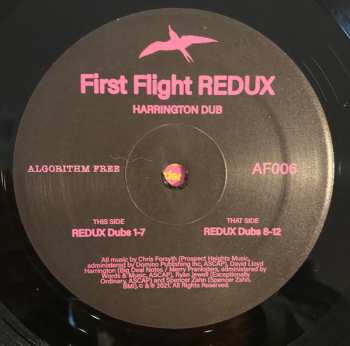 First Flight REDUX
HARRINGTON DUB
ALGORITHM FREE
AF006
THIS SIDE
REDUX Dubs 1-7
THAT SIDE
REDUX Dubs 8-12
All music by Chris Forsyth (Prospect Heights Music,
administered by Domino Publishing Inc, ASCAP), David Lloyd
Harrington (Big Deal Notes / Merry Pranksters, administered by
Words & Music, ASCAP), Ryan Jewell (Exceptionally
Ordinary, ASCAP) and Spencer Zahn (Spencer Zahn,
BMI). © & ℗ 2021. All Rights Reserved.